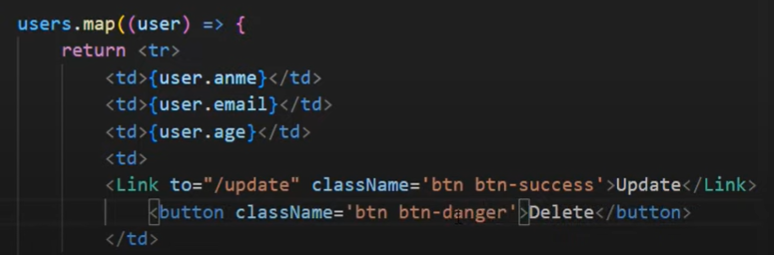 users.map((user) => {
return <tr>
<td>{user.anme}</td>
<td>{user.email}</td>
<td>{user.age}</td>
<td>
<Link to="/update" className='btn btn-success'>Update</Link>
<button className='btn btn-danger'>Delete</button>
</td>